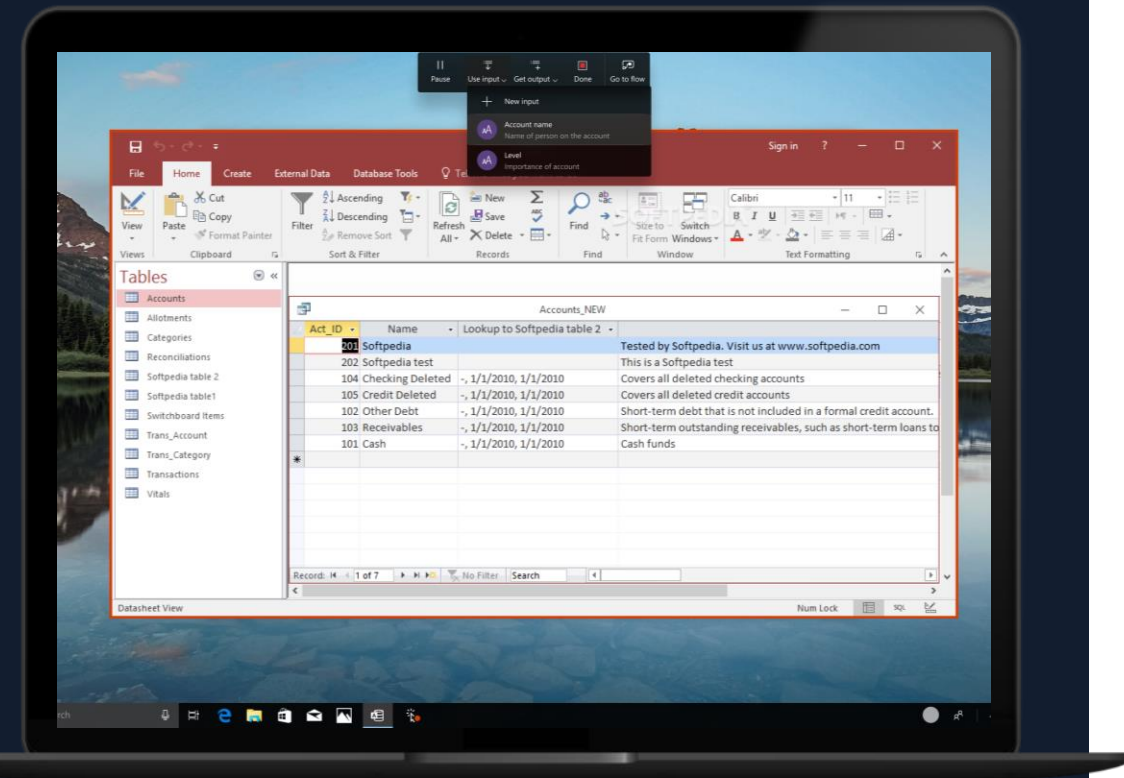 Pause Use input Get output Done Go to flow
New input
Account name
Name of person on the account
Level
Importance of account
Sign in ?
File Home Create External Data Database Tools
View Paste Cut Copy Format Painter
Filter Ascending Descending Remove Sort
Refresh All New Save Delete
Find
Size to Fit Form Switch Windows
Calibri 11
B I U
Views Clipboard Sort & Filter Records Find Window Text Formatting
Tables
Accounts
Allotments
Categories
Reconciliations
Softpedia table 2
Softpedia table1
Switchboard Items
Trans_Account
Trans_Category
Transactions
Vitals
Accounts_NEW
Act_ID Name Lookup to Softpedia table 2
201 Softpedia Tested by Softpedia. Visit us at www.softpedia.com
202 Softpedia test This is a Softpedia test
104 Checking Deleted -, 1/1/2010, 1/1/2010 Covers all deleted checking accounts
105 Credit Deleted -, 1/1/2010, 1/1/2010 Covers all deleted credit accounts
102 Other Debt -, 1/1/2010, 1/1/2010 Short-term debt that is not included in a formal credit account.
103 Receivables -, 1/1/2010, 1/1/2010 Short-term outstanding receivables, such as short-term loans to
101 Cash -, 1/1/2010, 1/1/2010 Cash funds
Record: 1 of 7 No Filter Search
Datasheet View Num Lock SQL